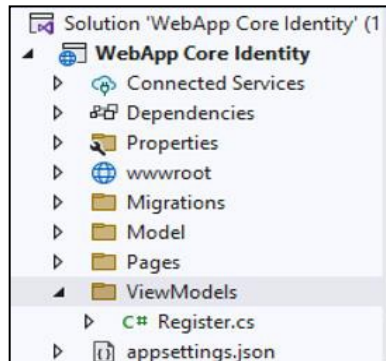 Solution 'WebApp Core Identity' (1
WebApp Core Identity
Connected Services
Dependencies
Properties
wwwroot
Migrations
Model
Pages
ViewModels
C# Register.cs
appsettings.json